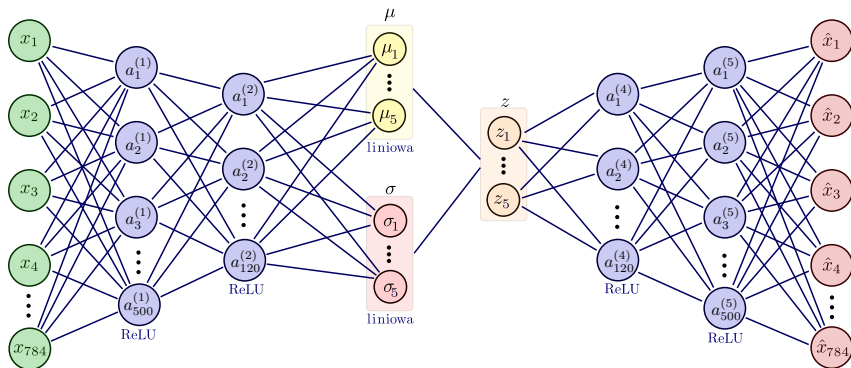 x₁
x₂
x₃
x₄
x₇₈₄
a₁⁽¹⁾
a₂⁽¹⁾
a₃⁽¹⁾
a₅₀₀⁽¹⁾
ReLU
a₁⁽²⁾
a₂⁽²⁾
a₁₂₀⁽²⁾
ReLU
μ
μ₁
μ₅
liniowa
σ
σ₁
σ₅
liniowa
z
z₁
z₅
a₁⁽⁴⁾
a₂⁽⁴⁾
a₁₂₀⁽⁴⁾
ReLU
a₁⁽⁵⁾
a₂⁽⁵⁾
a₃⁽⁵⁾
a₅₀₀⁽⁵⁾
ReLU
x̂₁
x̂₂
x̂₃
x̂₄
x̂₇₈₄